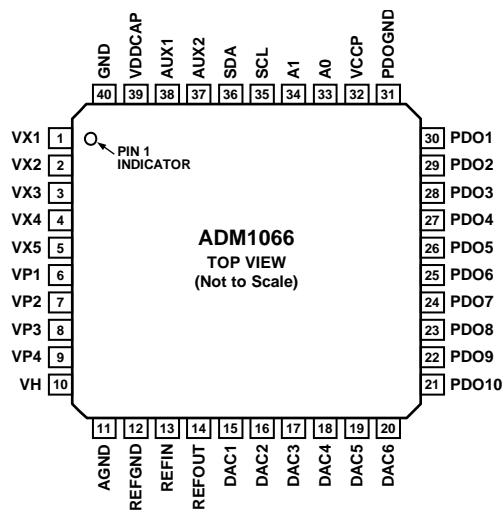 GND
VDDCAP
AUX1
AUX2
SDA
SCL
A1
A0
VCCP
PDOGND
40 39 38 37 36 35 34 33 32 31
VX1 1
VX2 2
VX3 3
VX4 4
VX5 5
VP1 6
VP2 7
VP3 8
VP4 9
VH 10
PIN 1
INDICATOR
ADM1066
TOP VIEW
(Not to Scale)
30 PDO1
29 PDO2
28 PDO3
27 PDO4
26 PDO5
25 PDO6
24 PDO7
23 PDO8
22 PDO9
21 PDO10
11 12 13 14 15 16 17 18 19 20
AGND
REFGND
REFIN
REFOUT
DAC1
DAC2
DAC3
DAC4
DAC5
DAC6